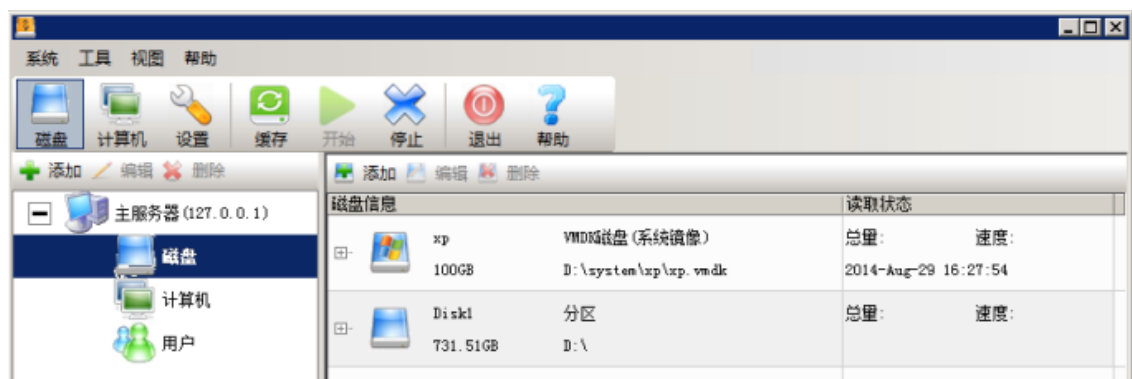 系统 工具 视图 帮助
磁盘 计算机 设置 缓存 开始 停止 退出 帮助
添加 编辑 删除
添加 编辑 删除
磁盘信息 读取状态
主服务器(127.0.0.1)
磁盘
计算机
用户
xp VMDK磁盘(系统镜像) 总量: 速度:
100GB D:\system\xp\xp.vmdk 2014-Aug-29 16:27:54
Disk1 分区 总量: 速度:
731.51GB D:\